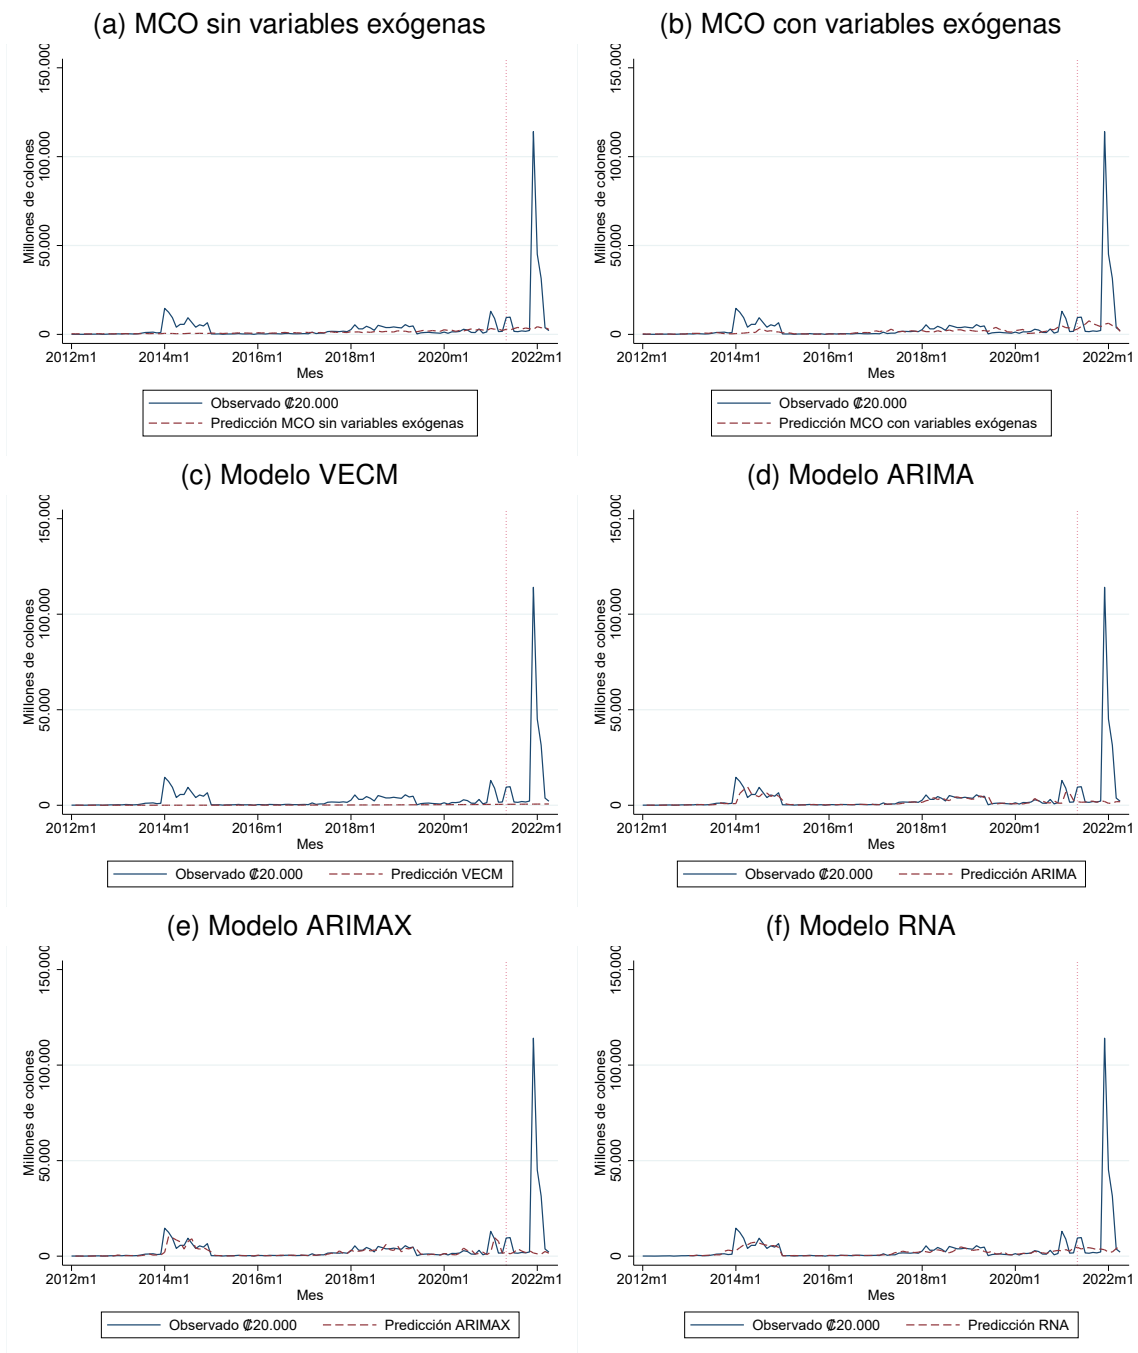 (a) MCO sin variables exógenas
Millones de colones
0
50.000
100.000
150.000
2012m1 2014m1 2016m1 2018m1 2020m1 2022m1
Mes
Observado ₡20.000
Predicción MCO sin variables exógenas
(b) MCO con variables exógenas
Millones de colones
0
50.000
100.000
150.000
2012m1 2014m1 2016m1 2018m1 2020m1 2022m1
Mes
Observado ₡20.000
Predicción MCO con variables exógenas
(c) Modelo VECM
Millones de colones
0
50.000
100.000
150.000
2012m1 2014m1 2016m1 2018m1 2020m1 2022m1
Mes
Observado ₡20.000 Predicción VECM
(d) Modelo ARIMA
Millones de colones
0
50.000
100.000
150.000
2012m1 2014m1 2016m1 2018m1 2020m1 2022m1
Mes
Observado ₡20.000 Predicción ARIMA
(e) Modelo ARIMAX
Millones de colones
0
50.000
100.000
150.000
2012m1 2014m1 2016m1 2018m1 2020m1 2022m1
Mes
Observado ₡20.000 Predicción ARIMAX
(f) Modelo RNA
Millones de colones
0
50.000
100.000
150.000
2012m1 2014m1 2016m1 2018m1 2020m1 2022m1
Mes
Observado ₡20.000 Predicción RNA